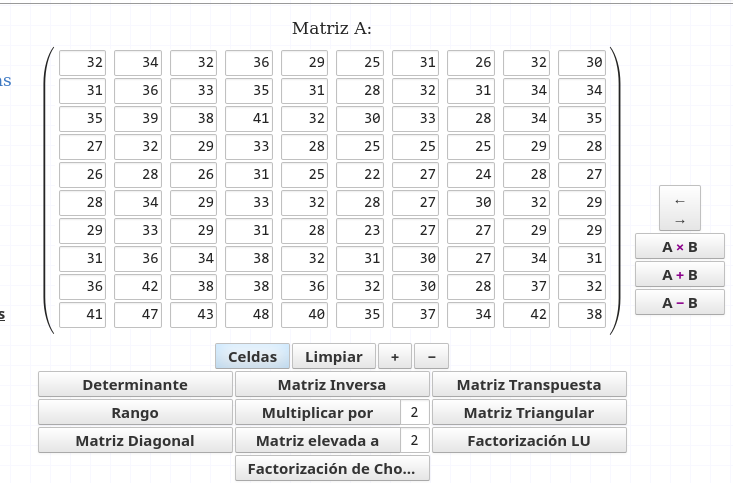 Matriz A:
32 34 32 36 29 25 31 26 32 30
as
31 36 33 35 31 28 32 31 34 34
35 39 38 41 32 30 33 28 34 35
27 32 29 33 28 25 25 25 29 28
26 28 26 31 25 22 27 24 28 27
28 34 29 33 32 28 27 30 32 29
←
→
29 33 29 31 28 23 27 27 29 29
A × B
31 36 34 38 32 31 30 27 34 31
A + B
36 42 38 38 36 32 30 28 37 32
A − B
s
41 47 43 48 40 35 37 34 42 38
Celdas Limpiar + −
Determinante Matriz Inversa Matriz Transpuesta
Rango Multiplicar por 2 Matriz Triangular
Matriz Diagonal Matriz elevada a 2 Factorización LU
Factorización de Cho...